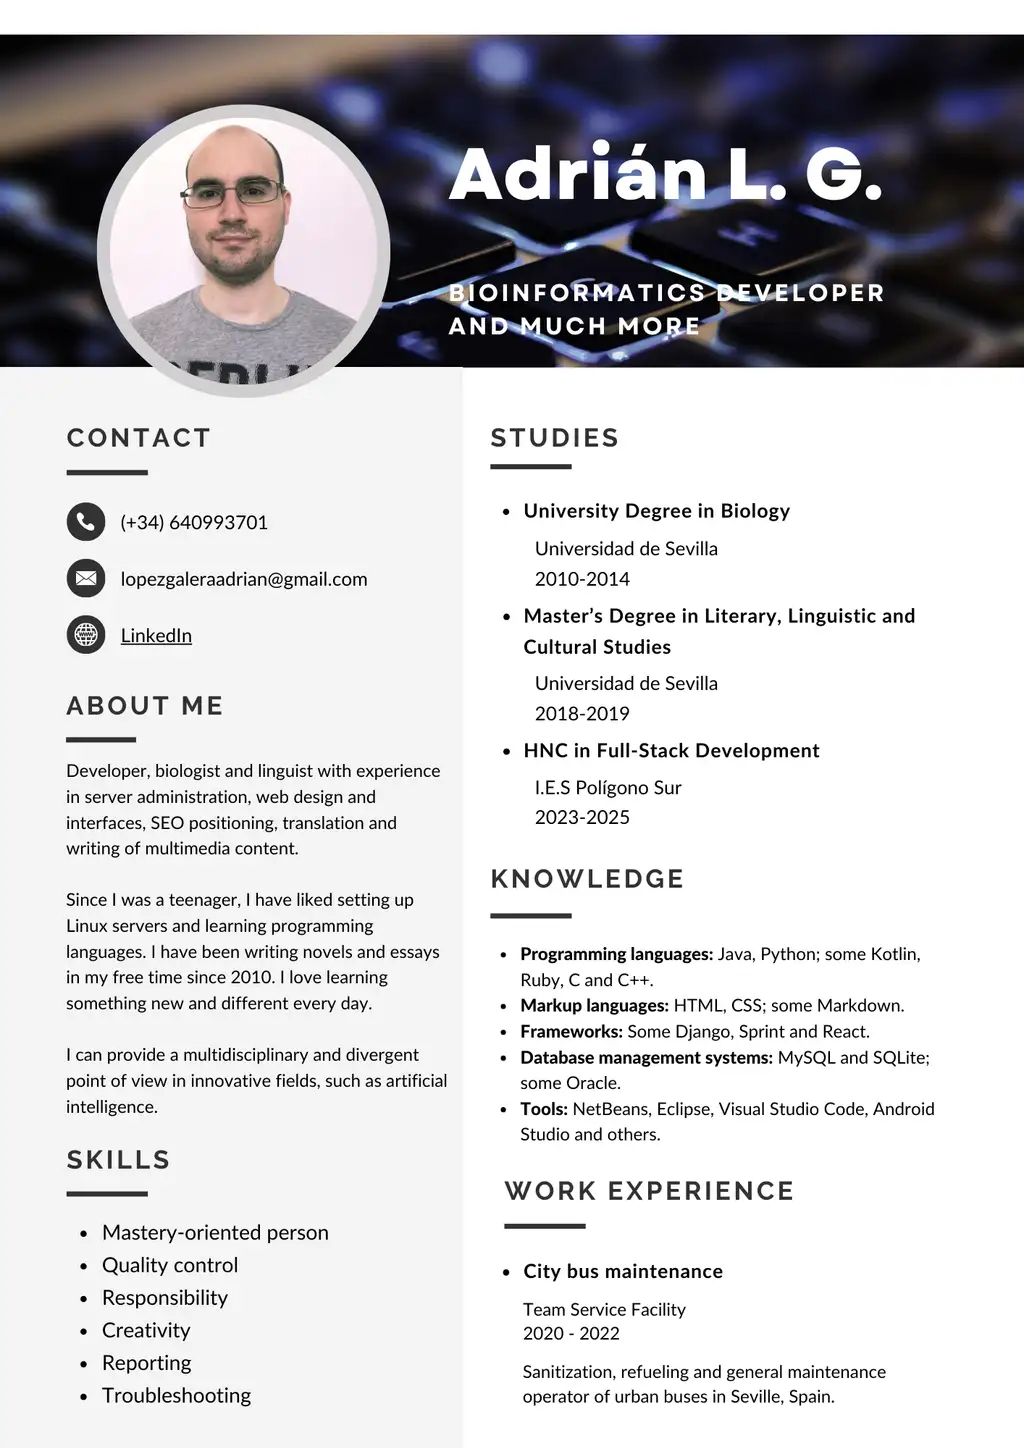 Adrián L. G.
BIOINFORMATICS DEVELOPER
AND MUCH MORE
CONTACT
(+34) 640993701
lopezgaleraadrian@gmail.com
LinkedIn
ABOUT ME
Developer, biologist and linguist with experience
in server administration, web design and
interfaces, SEO positioning, translation and
writing of multimedia content.
Since I was a teenager, I have liked setting up
Linux servers and learning programming
languages. I have been writing novels and essays
in my free time since 2010. I love learning
something new and different every day.
I can provide a multidisciplinary and divergent
point of view in innovative fields, such as artificial
intelligence.
SKILLS
• Mastery-oriented person
• Quality control
• Responsibility
• Creativity
• Reporting
• Troubleshooting
STUDIES
• University Degree in Biology
Universidad de Sevilla
2010-2014
• Master’s Degree in Literary, Linguistic and
Cultural Studies
Universidad de Sevilla
2018-2019
• HNC in Full-Stack Development
I.E.S Polígono Sur
2023-2025
KNOWLEDGE
• Programming languages: Java, Python; some Kotlin,
Ruby, C and C++.
• Markup languages: HTML, CSS; some Markdown.
• Frameworks: Some Django, Sprint and React.
• Database management systems: MySQL and SQLite;
some Oracle.
• Tools: NetBeans, Eclipse, Visual Studio Code, Android
Studio and others.
WORK EXPERIENCE
• City bus maintenance
Team Service Facility
2020 - 2022
Sanitization, refueling and general maintenance
operator of urban buses in Seville, Spain.